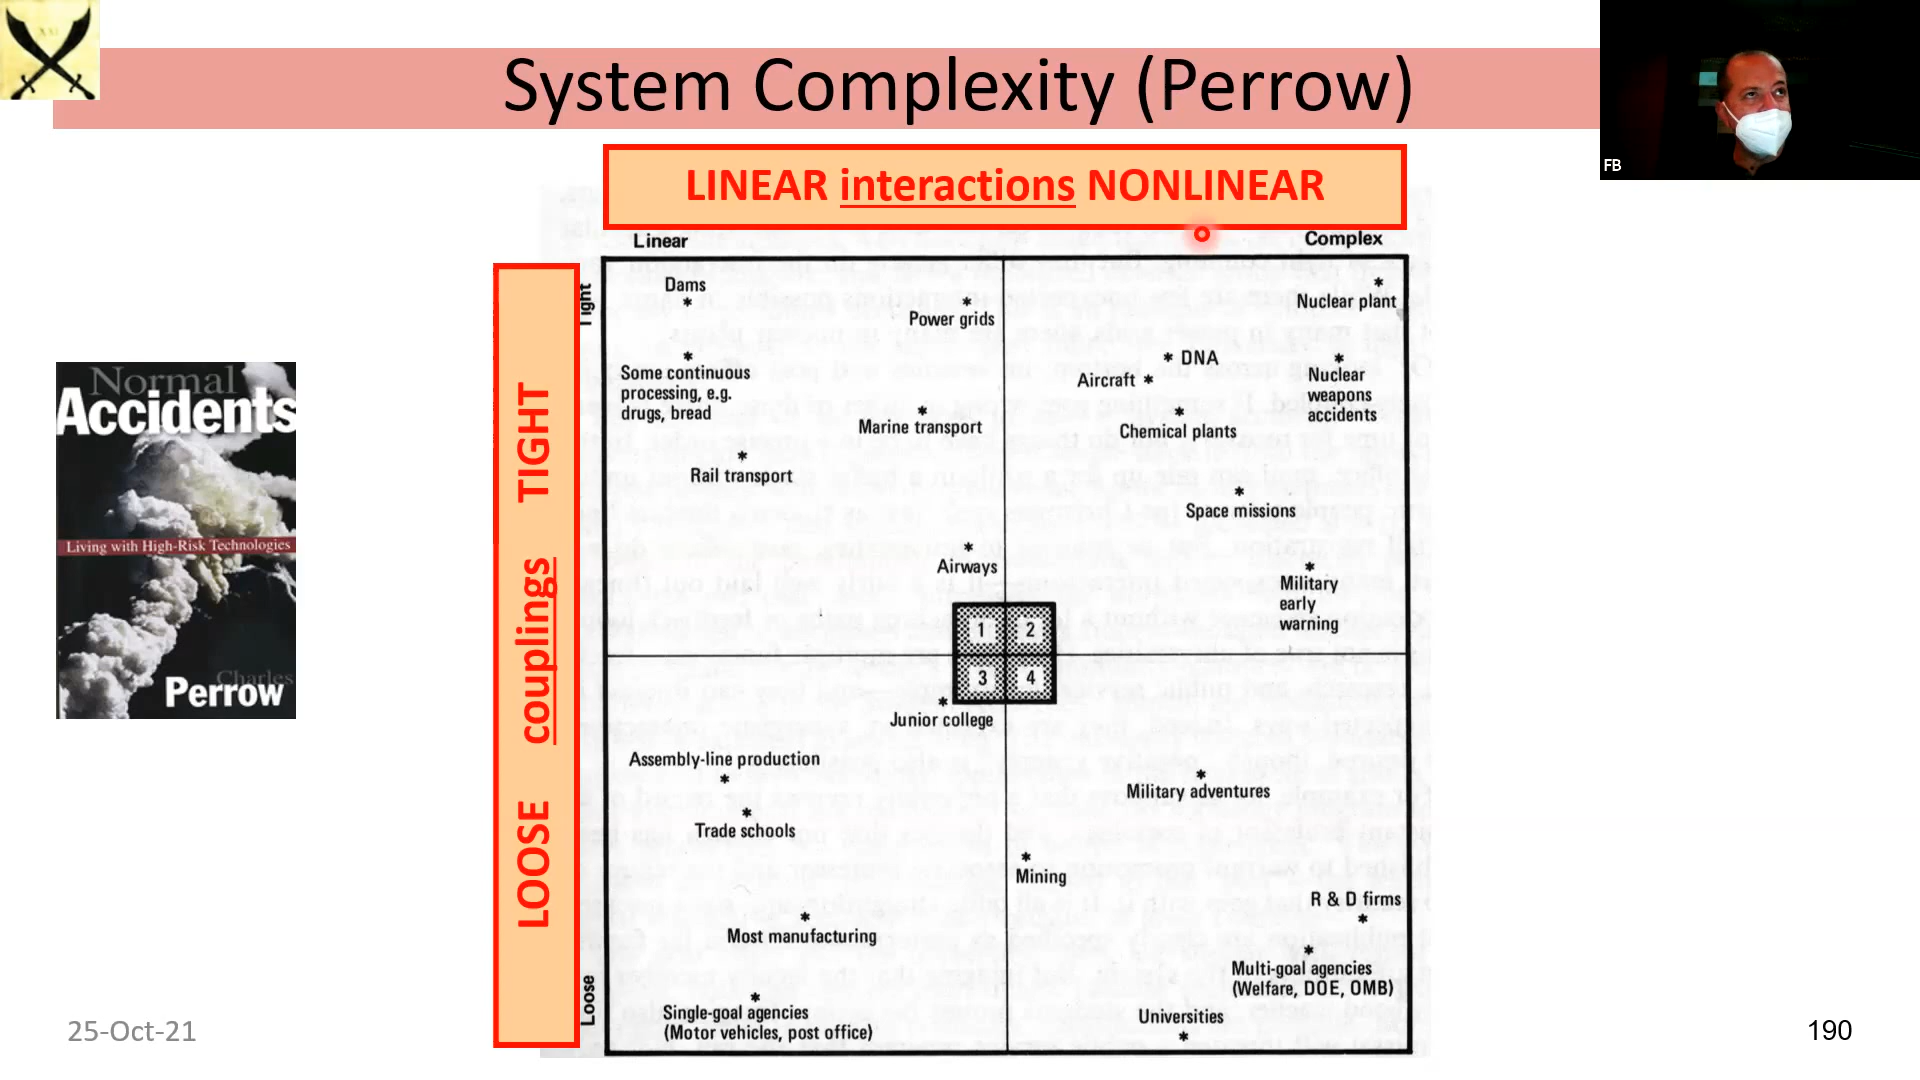 System Complexity (Perrow)
FB
LINEAR interactions NONLINEAR
Linear
Complex
Tight
Loose
LOOSE couplings TIGHT
Dams
Power grids
Nuclear plant
Some continuous
processing, e.g.
drugs, bread
DNA
Aircraft
Nuclear
weapons
accidents
Marine transport
Chemical plants
Rail transport
Space missions
Airways
Military
early
warning
1
2
3
4
Junior college
Assembly-line production
Trade schools
Military adventures
Mining
Most manufacturing
R & D firms
Multi-goal agencies
(Welfare, DOE, OMB)
Single-goal agencies
(Motor vehicles, post office)
Universities
Normal
Accidents
Living with High-Risk Technologies
Charles
Perrow
25-Oct-21
190